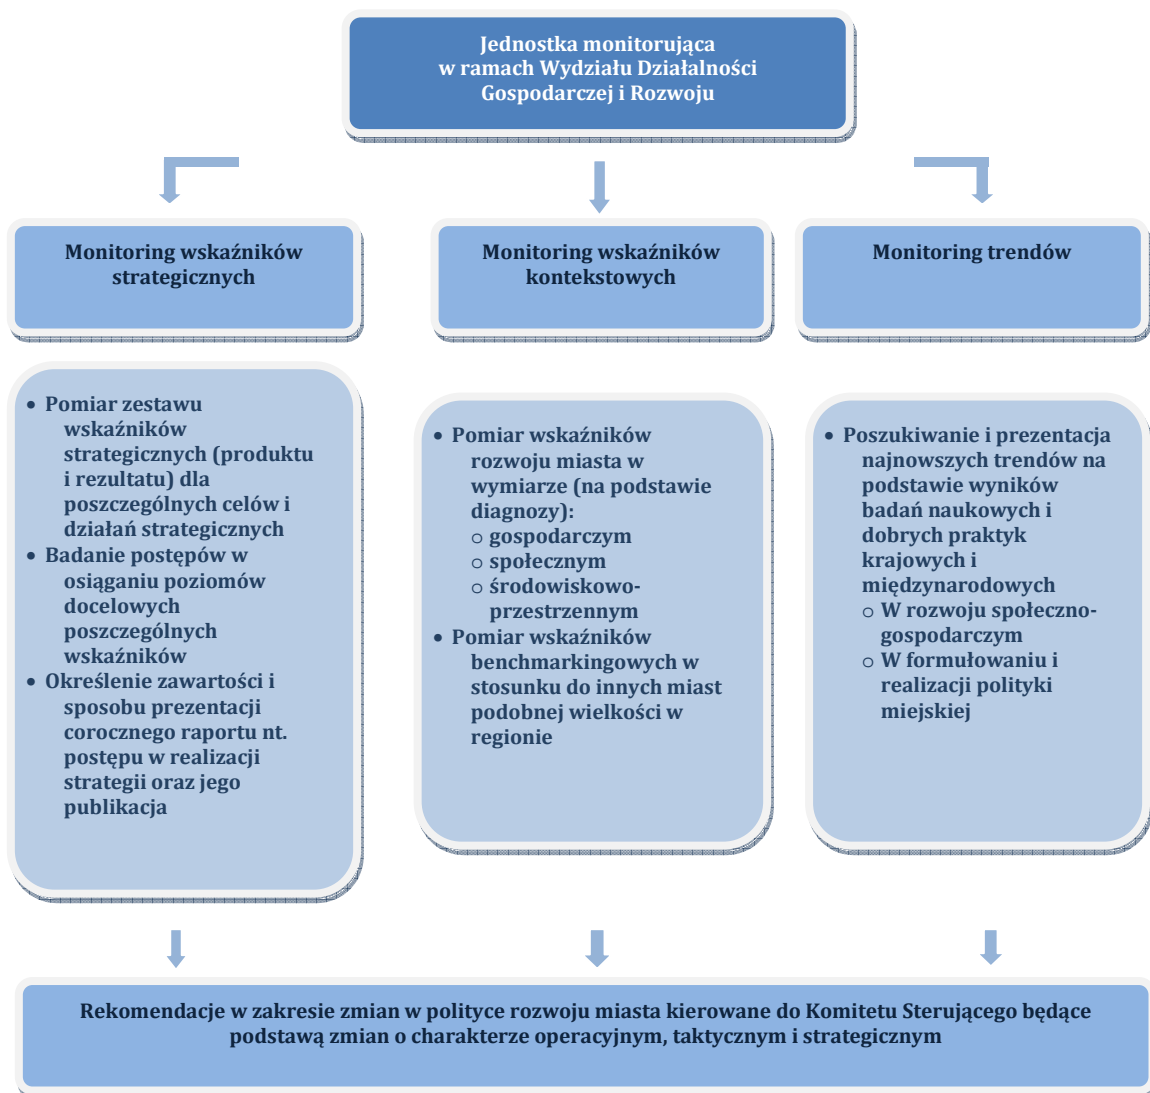 Jednostka monitorująca
w ramach Wydziału Działalności
Gospodarczej i Rozwoju
Monitoring wskaźników
strategicznych
Monitoring wskaźników
kontekstowych
Monitoring trendów
• Pomiar zestawu
wskaźników
strategicznych (produktu
i rezultatu) dla
poszczególnych celów i
działań strategicznych
• Badanie postępów w
osiąganiu poziomów
docelowych
poszczególnych
wskaźników
• Określenie zawartości i
sposobu prezentacji
corocznego raportu nt.
postępu w realizacji
strategii oraz jego
publikacja
• Pomiar wskaźników
rozwoju miasta w
wymiarze (na podstawie
diagnozy):
o gospodarczym
o społecznym
o środowiskowo-
przestrzennym
• Pomiar wskaźników
benchmarkingowych w
stosunku do innych miast
podobnej wielkości w
regionie
• Poszukiwanie i prezentacja
najnowszych trendów na
podstawie wyników
badań naukowych i
dobrych praktyk
krajowych i
międzynarodowych
o W rozwoju społeczno-
gospodarczym
o W formułowaniu i
realizacji polityki
miejskiej
Rekomendacje w zakresie zmian w polityce rozwoju miasta kierowane do Komitetu Sterującego będące
podstawą zmian o charakterze operacyjnym, taktycznym i strategicznym